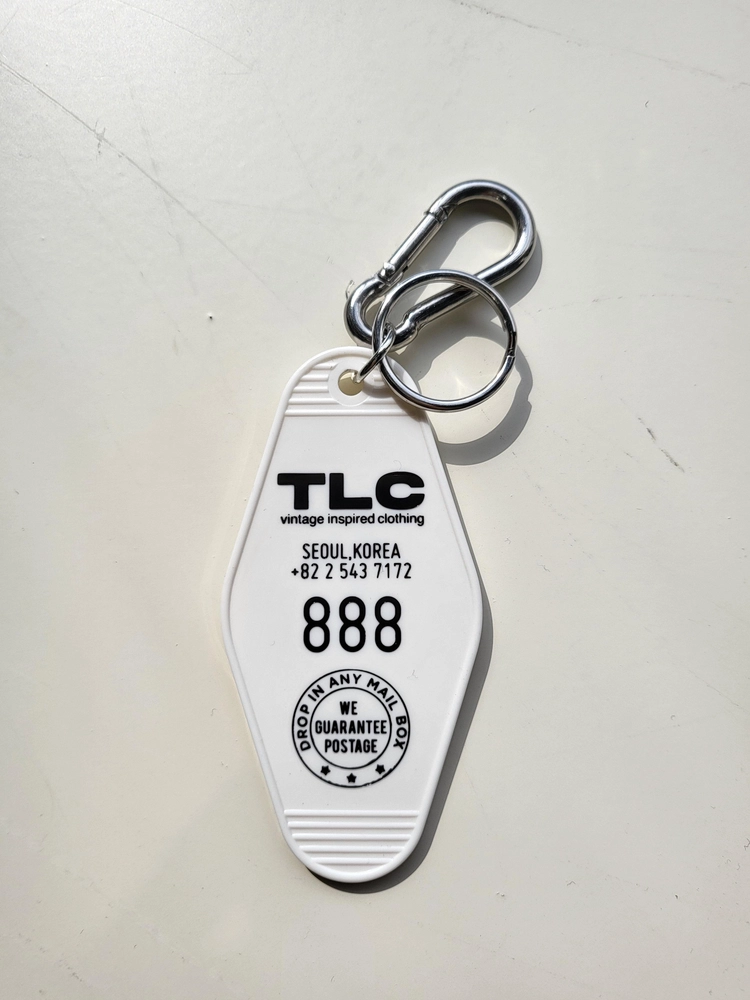 TLC
vintage inspired clothing
SEOUL,KOREA
+82 2 543 7172
888
DROP IN ANY MAIL BOX
WE
GUARANTEE
POSTAGE